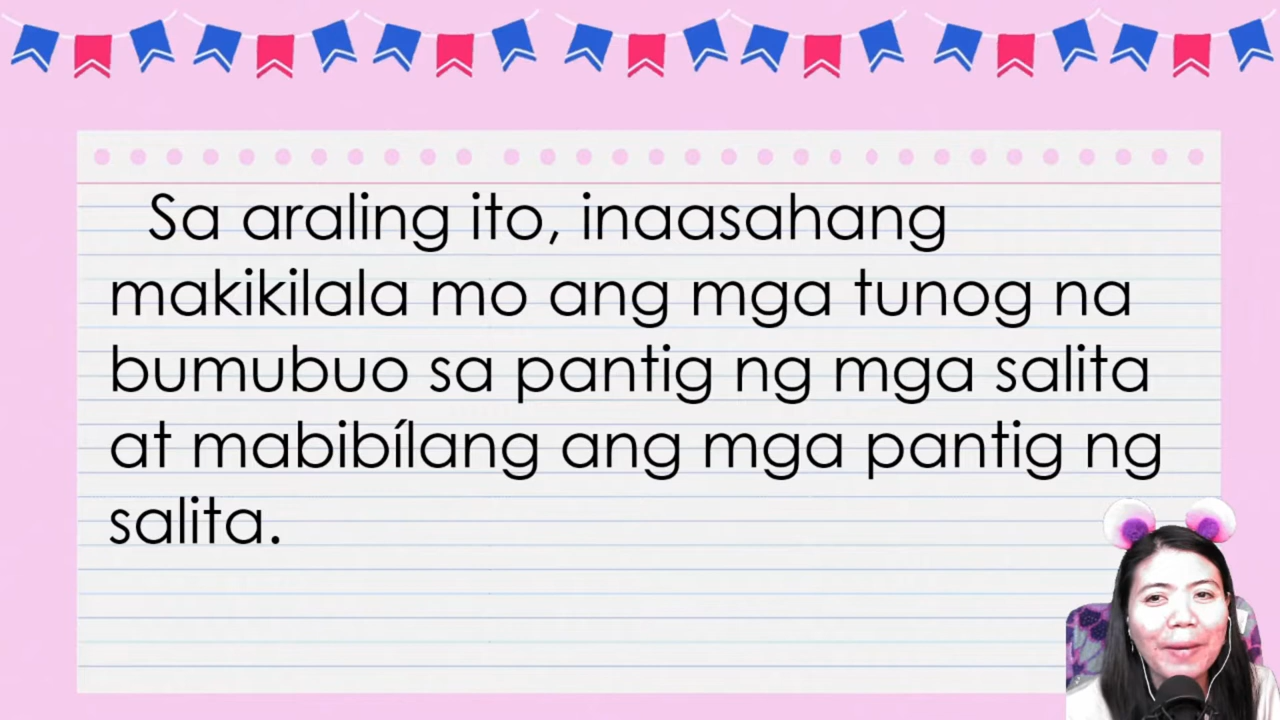 Sa araling ito, inaasahang
makikilala mo ang mga tunog na
bumubuo sa pantig ng mga salita
at mabibílang ang mga pantig ng
salita.